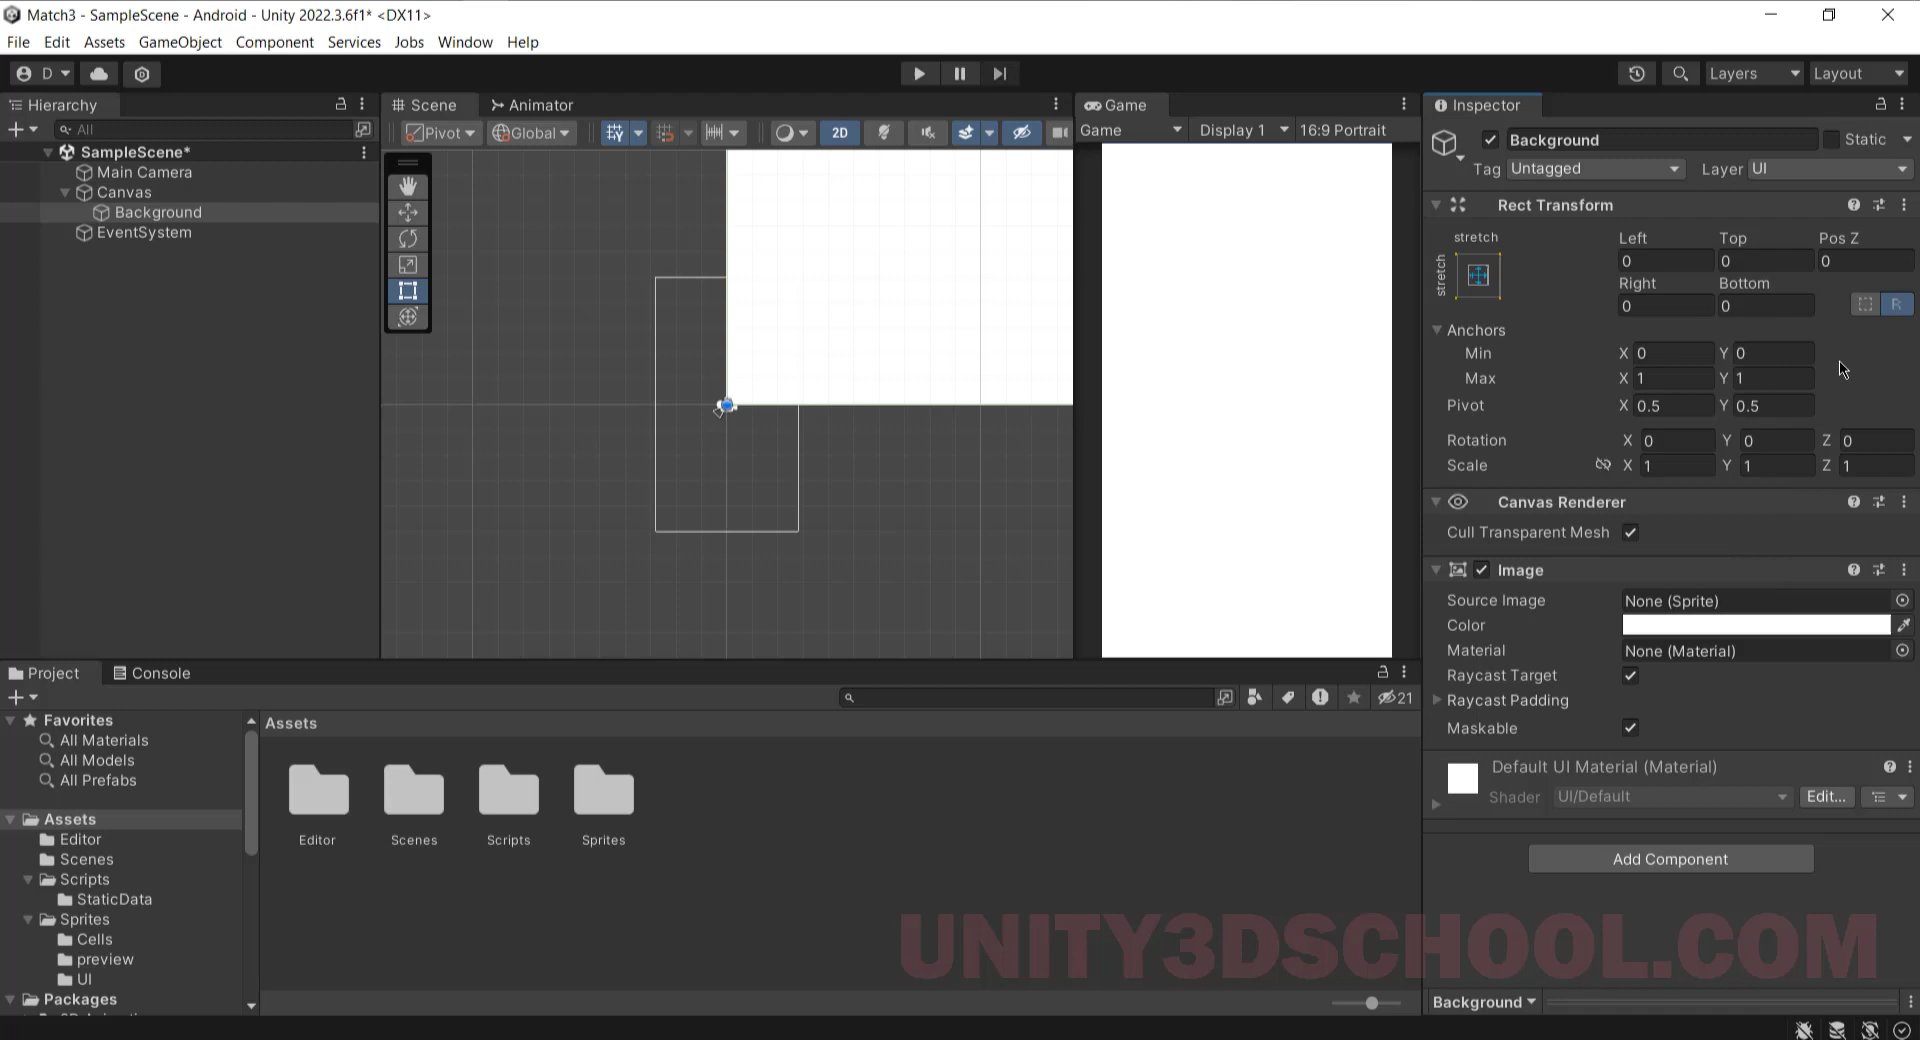 Match3 - SampleScene - Android - Unity 2022.3.6f1* <DX11>
File Edit Assets GameObject Component Services Jobs Window Help
D Layers Layout
Hierarchy
All
SampleScene*
Main Camera
Canvas
Background
EventSystem
Scene Animator
Pivot Global 2D
Game
Game Display 1 16:9 Portrait
Inspector
Background Static
Tag Untagged Layer UI
Rect Transform
stretch
stretch
Left Top Pos Z
0 0 0
Right Bottom
0 0 R
Anchors
Min X 0 Y 0
Max X 1 Y 1
Pivot X 0.5 Y 0.5
Rotation X 0 Y 0 Z 0
Scale X 1 Y 1 Z 1
Canvas Renderer
Cull Transparent Mesh
Image
Source Image None (Sprite)
Color
Material None (Material)
Raycast Target
Raycast Padding
Maskable
Default UI Material (Material)
Shader UI/Default Edit...
Add Component
Background
Project Console
21
Favorites
All Materials
All Models
All Prefabs
Assets
Editor
Scenes
Scripts
StaticData
Sprites
Cells
preview
UI
Packages
Assets
Editor Scenes Scripts Sprites
UNITY3DSCHOOL.COM